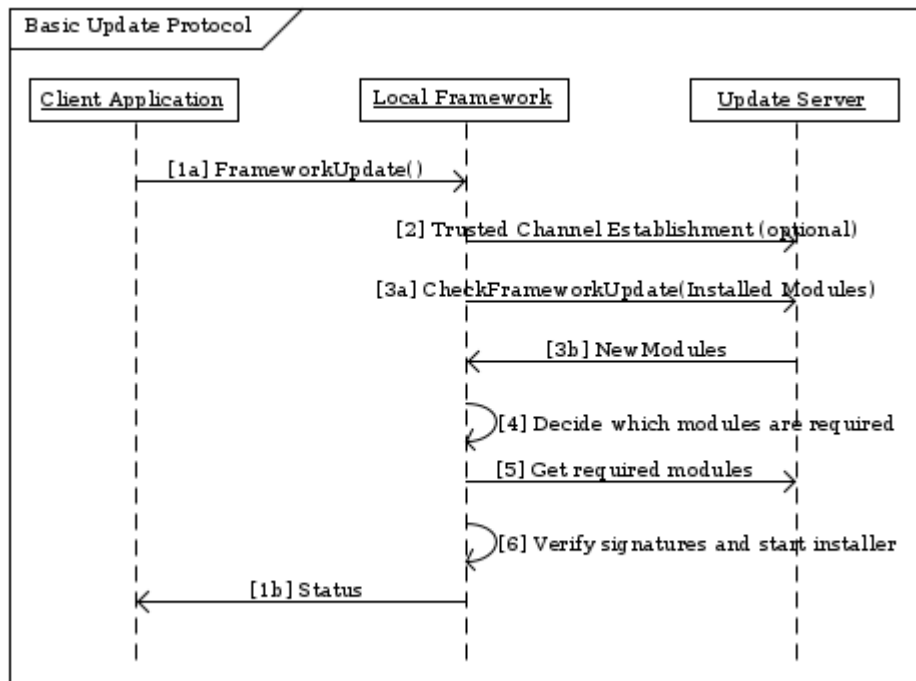 Basic Update Protocol
Client Application
Local Framework
Update Server
[1a] FrameworkUpdate()
[2] Trusted Channel Establishment (optional)
[3a] CheckFrameworkUpdate(Installed Modules)
[3b] New Modules
[4] Decide which modules are required
[5] Get required modules
[6] Verify signatures and start installer
[1b] Status